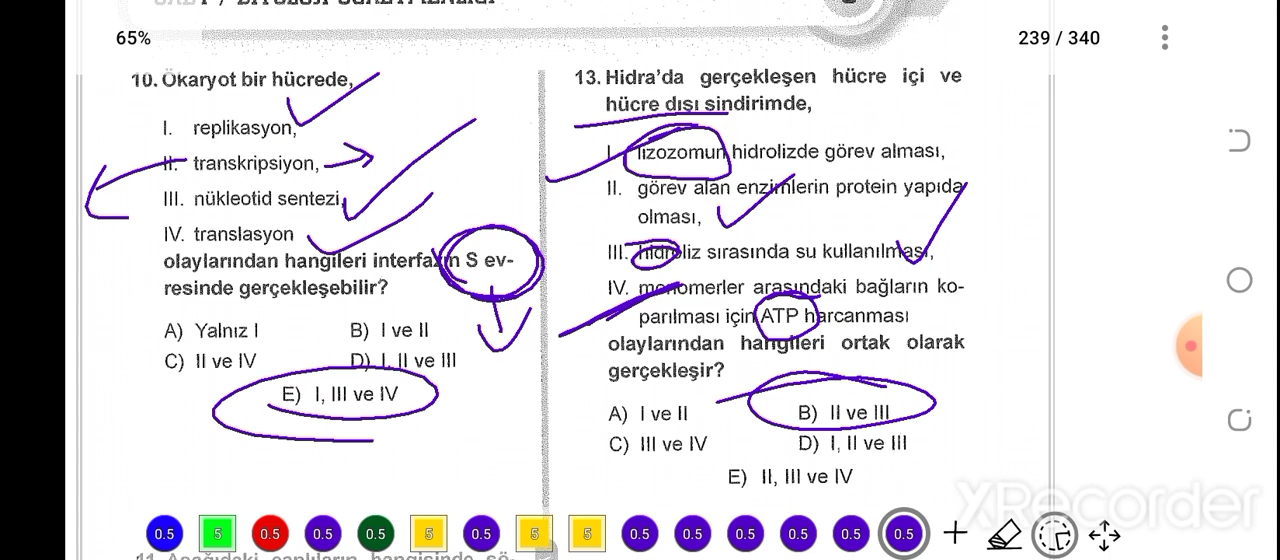 65%
239 / 340
10. Ökaryot bir hücrede,
I. replikasyon,
II. transkripsiyon,
III. nükleotid sentezi,
IV. translasyon
olaylarından hangileri interfazın S ev-
resinde gerçekleşebilir?
A) Yalnız I
B) I ve II
C) II ve IV
D) I, II ve III
E) I, III ve IV
13. Hidra'da gerçekleşen hücre içi ve
hücre dışı sindirimde,
I. lizozomun hidrolizde görev alması,
II. görev alan enzimlerin protein yapıda
olması,
III. hidroliz sırasında su kullanılması,
IV. monomerler arasındaki bağların ko-
parılması için ATP harcanması
olaylarından hangileri ortak olarak
gerçekleşir?
A) I ve II
B) II ve III
C) III ve IV
D) I, II ve III
E) II, III ve IV
XRecorder
0.5 5 0.5 0.5 0.5 5 0.5 5 5 0.5 0.5 0.5 0.5 0.5 0.5